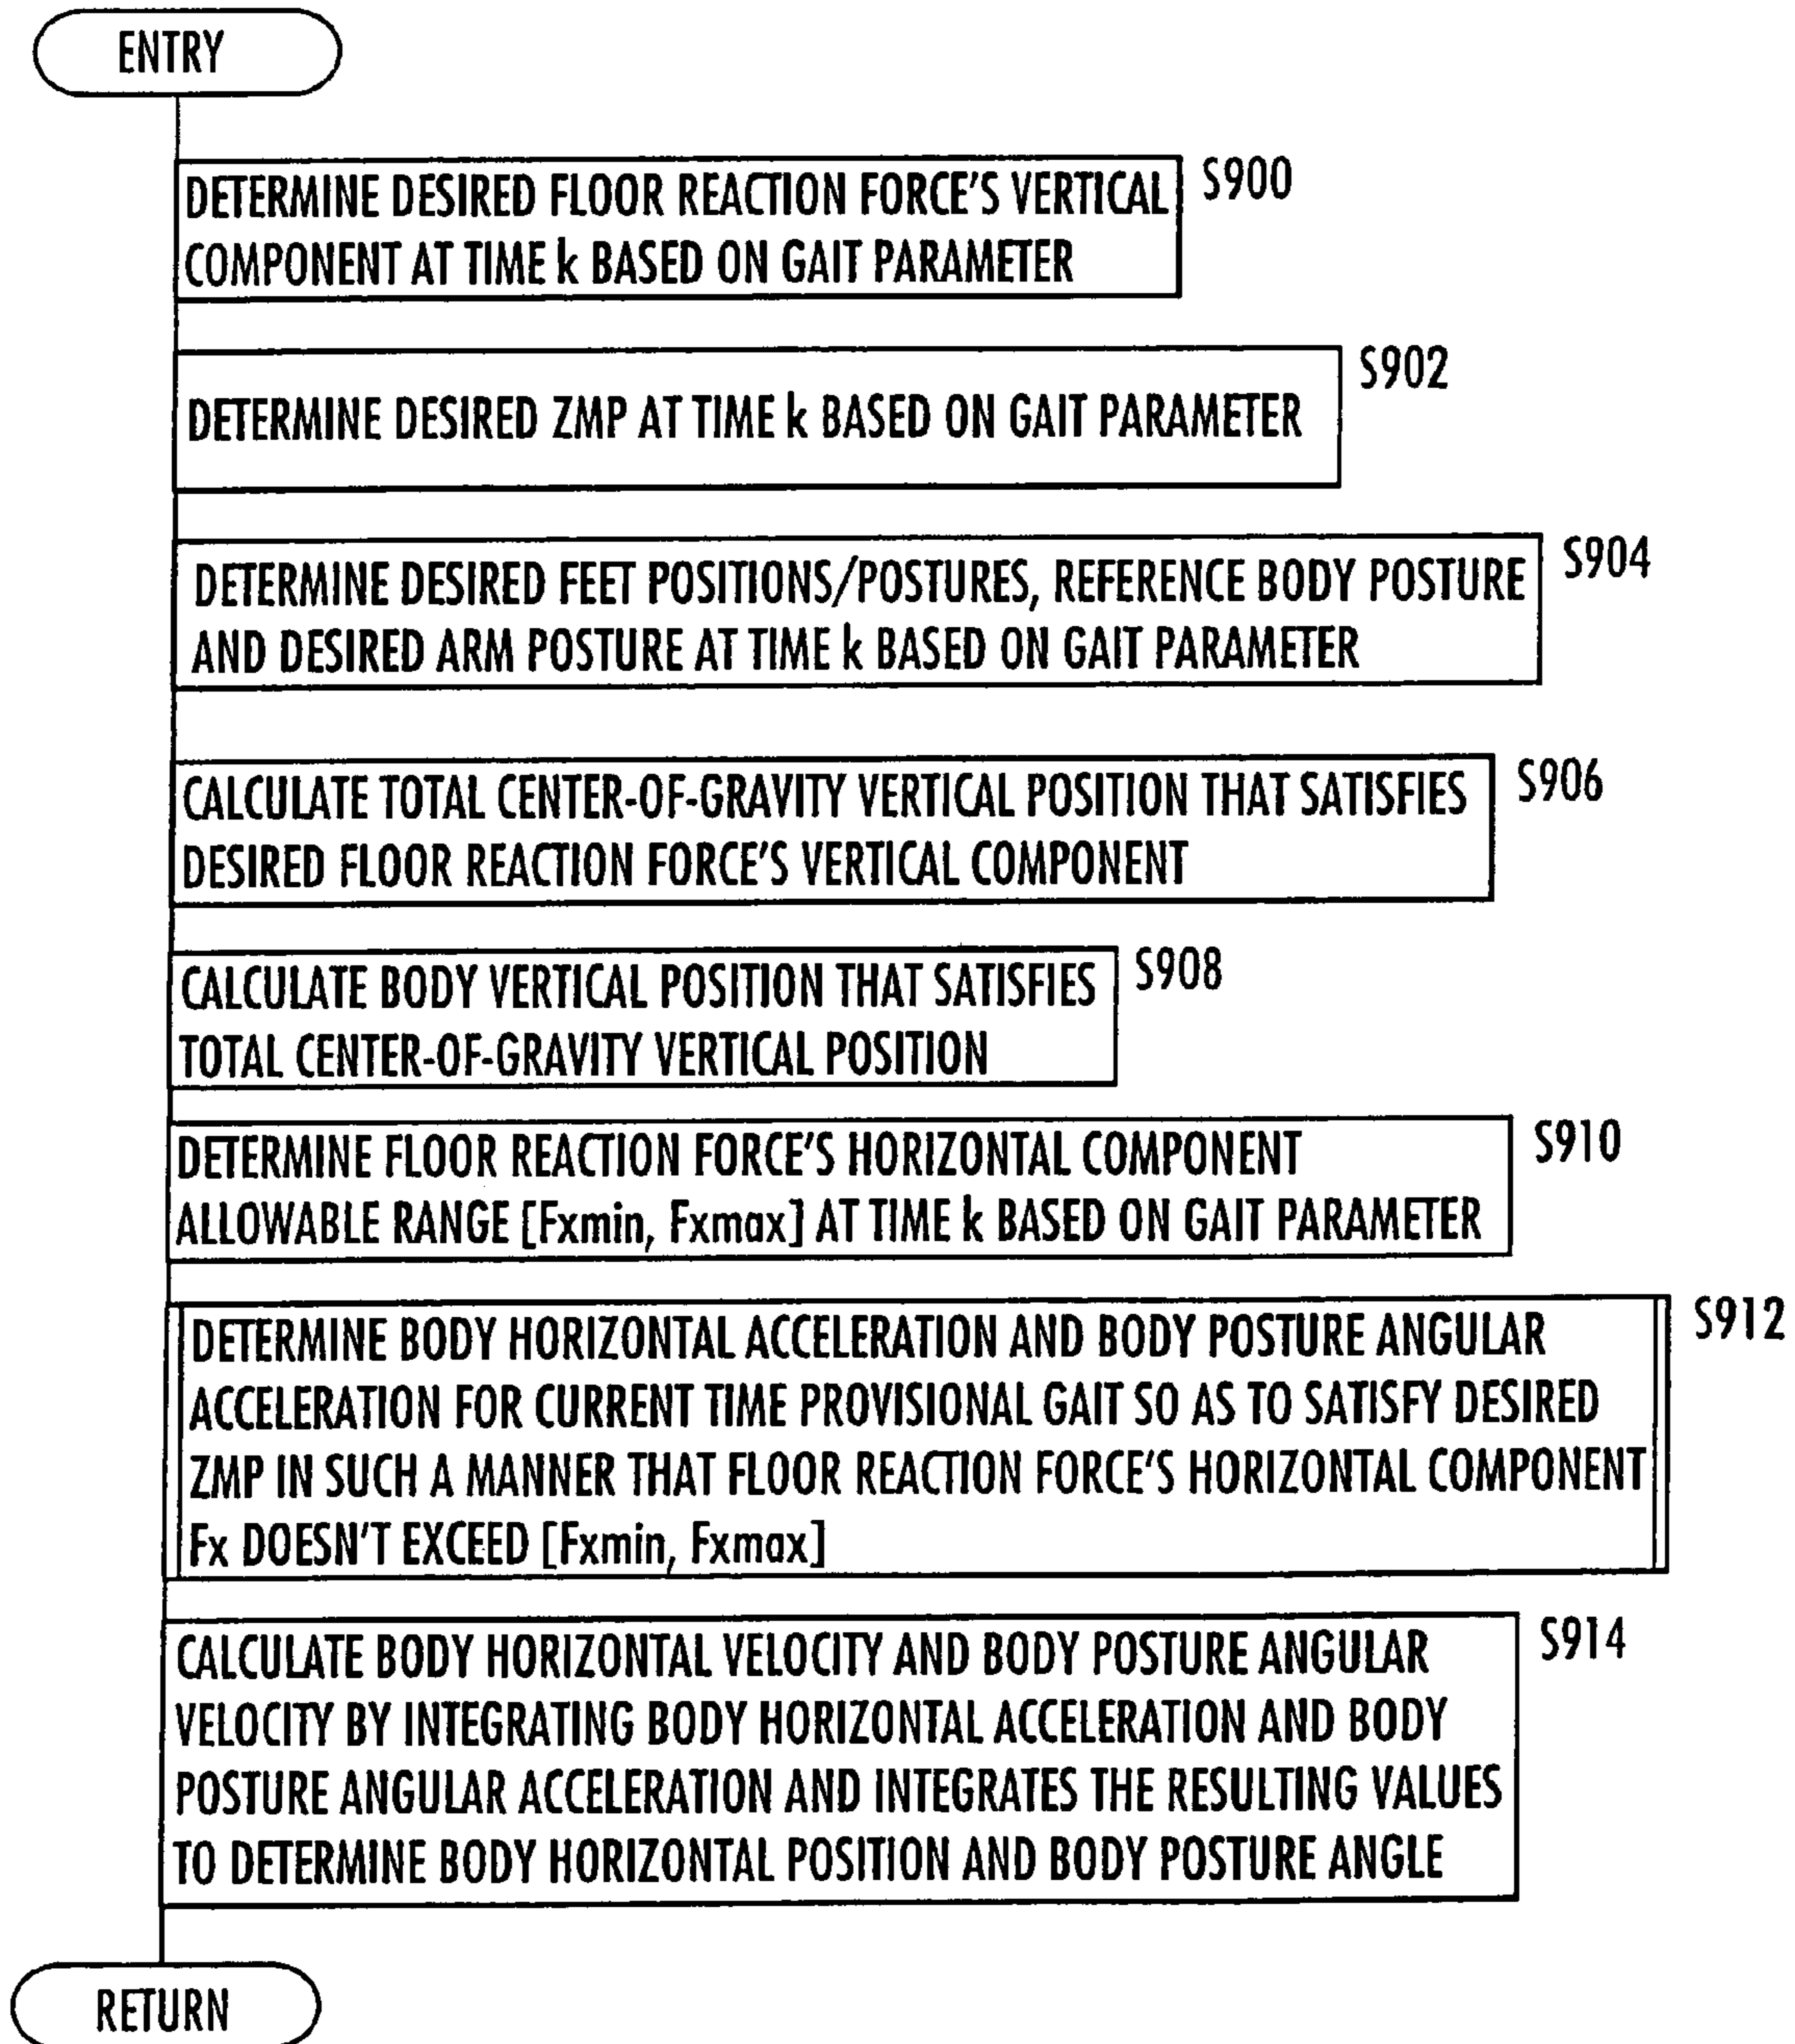 ENTRY
DETERMINE DESIRED FLOOR REACTION FORCE'S VERTICAL
COMPONENT AT TIME k BASED ON GAIT PARAMETER
S900
DETERMINE DESIRED ZMP AT TIME k BASED ON GAIT PARAMETER
S902
DETERMINE DESIRED FEET POSITIONS/POSTURES, REFERENCE BODY POSTURE
AND DESIRED ARM POSTURE AT TIME k BASED ON GAIT PARAMETER
S904
CALCULATE TOTAL CENTER-OF-GRAVITY VERTICAL POSITION THAT SATISFIES
DESIRED FLOOR REACTION FORCE'S VERTICAL COMPONENT
S906
CALCULATE BODY VERTICAL POSITION THAT SATISFIES
TOTAL CENTER-OF-GRAVITY VERTICAL POSITION
S908
DETERMINE FLOOR REACTION FORCE'S HORIZONTAL COMPONENT
ALLOWABLE RANGE [Fxmin, Fxmax] AT TIME k BASED ON GAIT PARAMETER
S910
DETERMINE BODY HORIZONTAL ACCELERATION AND BODY POSTURE ANGULAR
ACCELERATION FOR CURRENT TIME PROVISIONAL GAIT SO AS TO SATISFY DESIRED
ZMP IN SUCH A MANNER THAT FLOOR REACTION FORCE'S HORIZONTAL COMPONENT
Fx DOESN'T EXCEED [Fxmin, Fxmax]
S912
CALCULATE BODY HORIZONTAL VELOCITY AND BODY POSTURE ANGULAR
VELOCITY BY INTEGRATING BODY HORIZONTAL ACCELERATION AND BODY
POSTURE ANGULAR ACCELERATION AND INTEGRATES THE RESULTING VALUES
TO DETERMINE BODY HORIZONTAL POSITION AND BODY POSTURE ANGLE
S914
RETURN